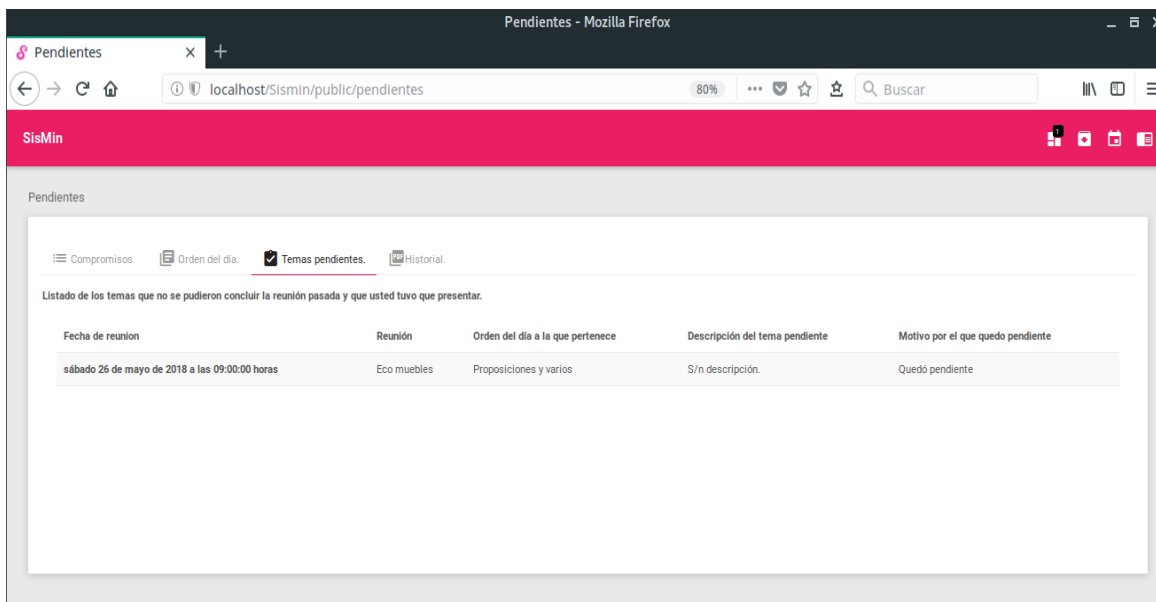 Pendientes - Mozilla Firefox
Pendientes
localhost/SisMin/public/pendientes 80% Buscar
SisMin 1
Pendientes
Compromisos. Orden del día. Temas pendientes. PDF Historial.
Listado de los temas que no se pudieron concluir la reunión pasada y que usted tuvo que presentar.
Fecha de reunion Reunión Orden del día a la que pertenece Descripción del tema pendiente Motivo por el que quedo pendiente
sábado 26 de mayo de 2018 a las 09:00:00 horas Eco muebles Proposiciones y varios S/n descripción. Quedó pendiente